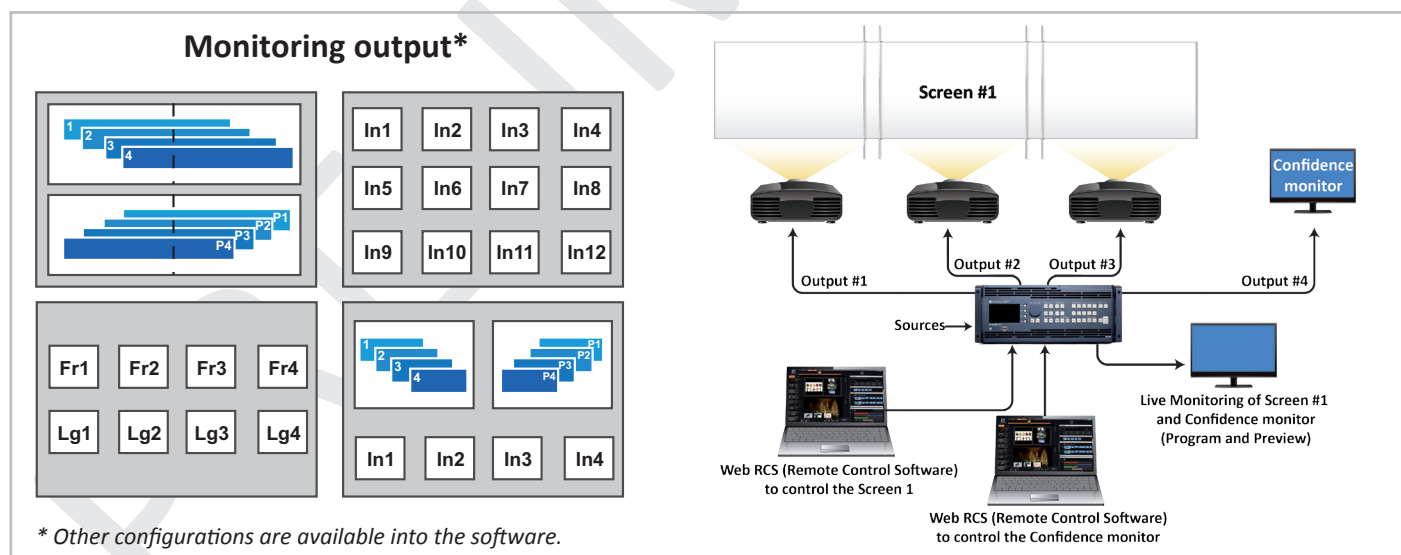 Monitoring output*
1
2
3
4
P1
P2
P3
P4
In1 In2 In3 In4
In5 In6 In7 In8
In9 In10 In11 In12
Fr1 Fr2 Fr3 Fr4
Lg1 Lg2 Lg3 Lg4
1
2
3
4
P1
P2
P3
P4
In1 In2 In3 In4
* Other configurations are available into the software.
Screen #1
Confidence
monitor
Output #1
Output #2
Output #3
Output #4
Sources
Live Monitoring of Screen #1
and Confidence monitor
(Program and Preview)
Web RCS (Remote Control Software)
to control the Screen 1
Web RCS (Remote Control Software)
to control the Confidence monitor